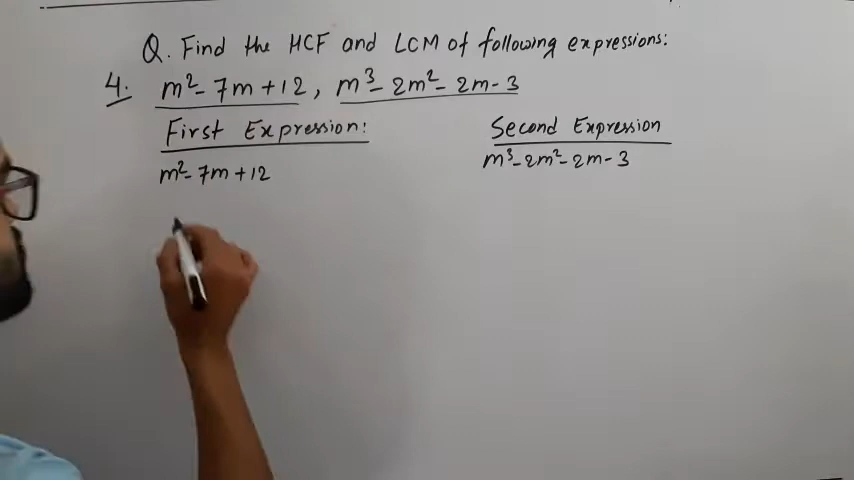 Q. Find the HCF and LCM of following expressions:
4. m² - 7m + 12, m³ - 2m² - 2m - 3
First Expression:
m² - 7m + 12
Second Expression
m³ - 2m² - 2m - 3